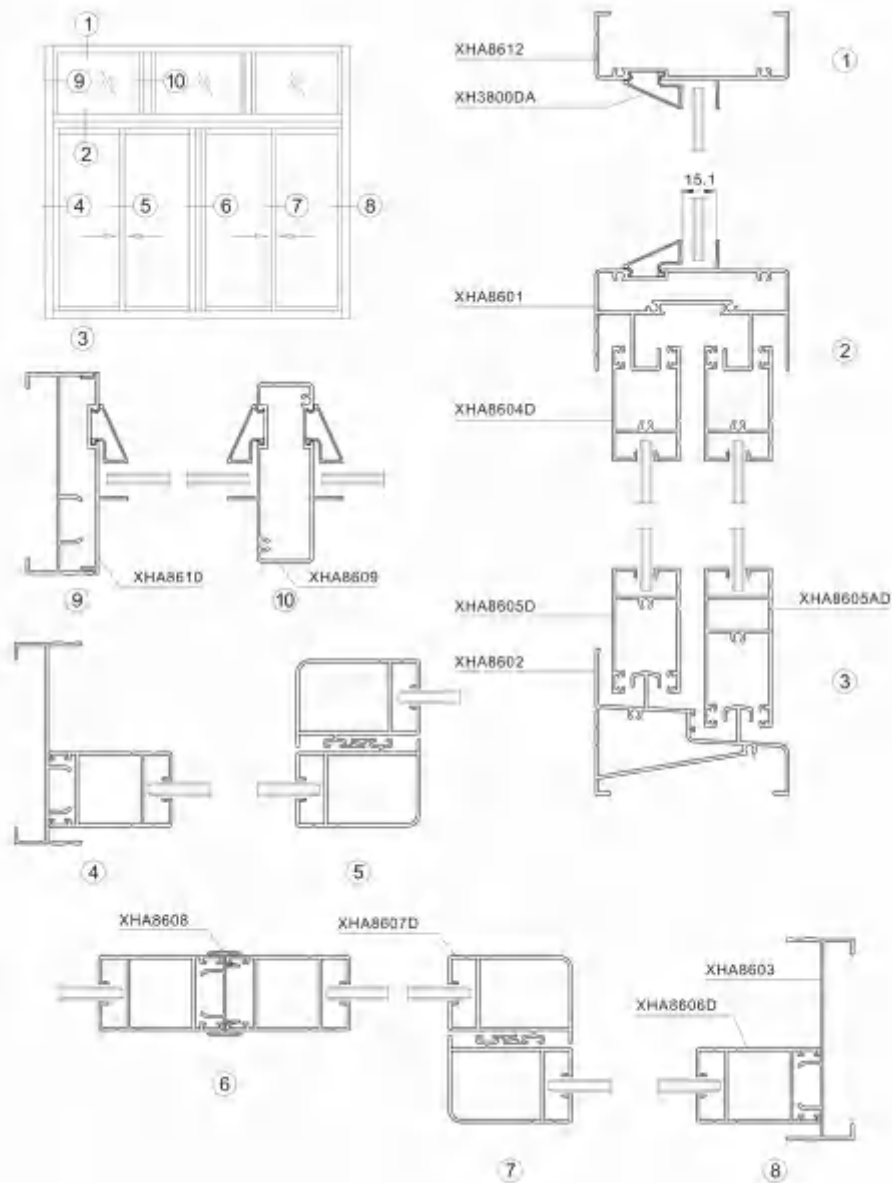 ①
⑨ ⑩
②
④ ⑤ ⑥ ⑦ ⑧
③
XHA8612
①
XH3800DA
15.1
XHA8601
②
XHA8604D
XHA8610
XHA8609
⑨
⑩
XHA8605D
XHA8605AD
XHA8602
③
④
⑤
XHA8608
XHA8607D
XHA8603
XHA8606D
⑥
⑦
⑧